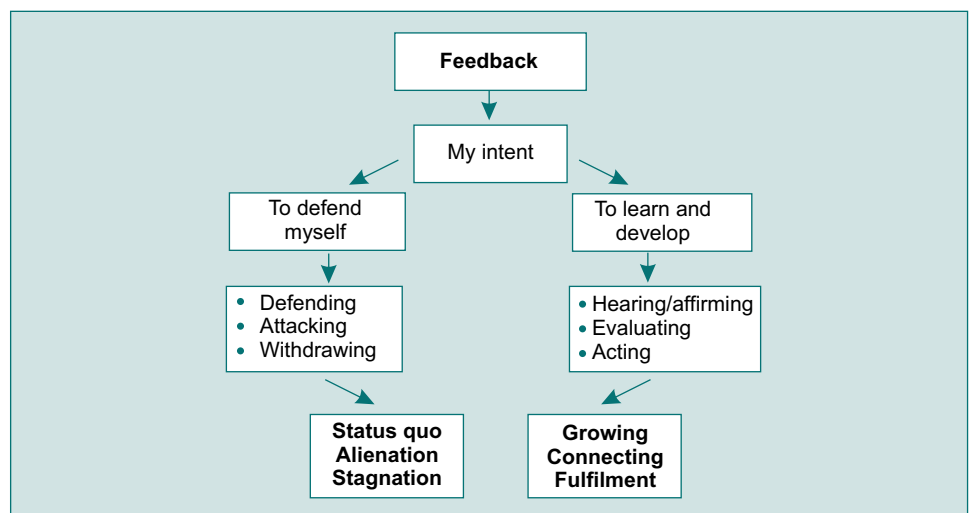 Feedback
My intent
To defend
myself
To learn and
develop
• Defending
• Attacking
• Withdrawing
• Hearing/affirming
• Evaluating
• Acting
Status quo
Alienation
Stagnation
Growing
Connecting
Fulfilment